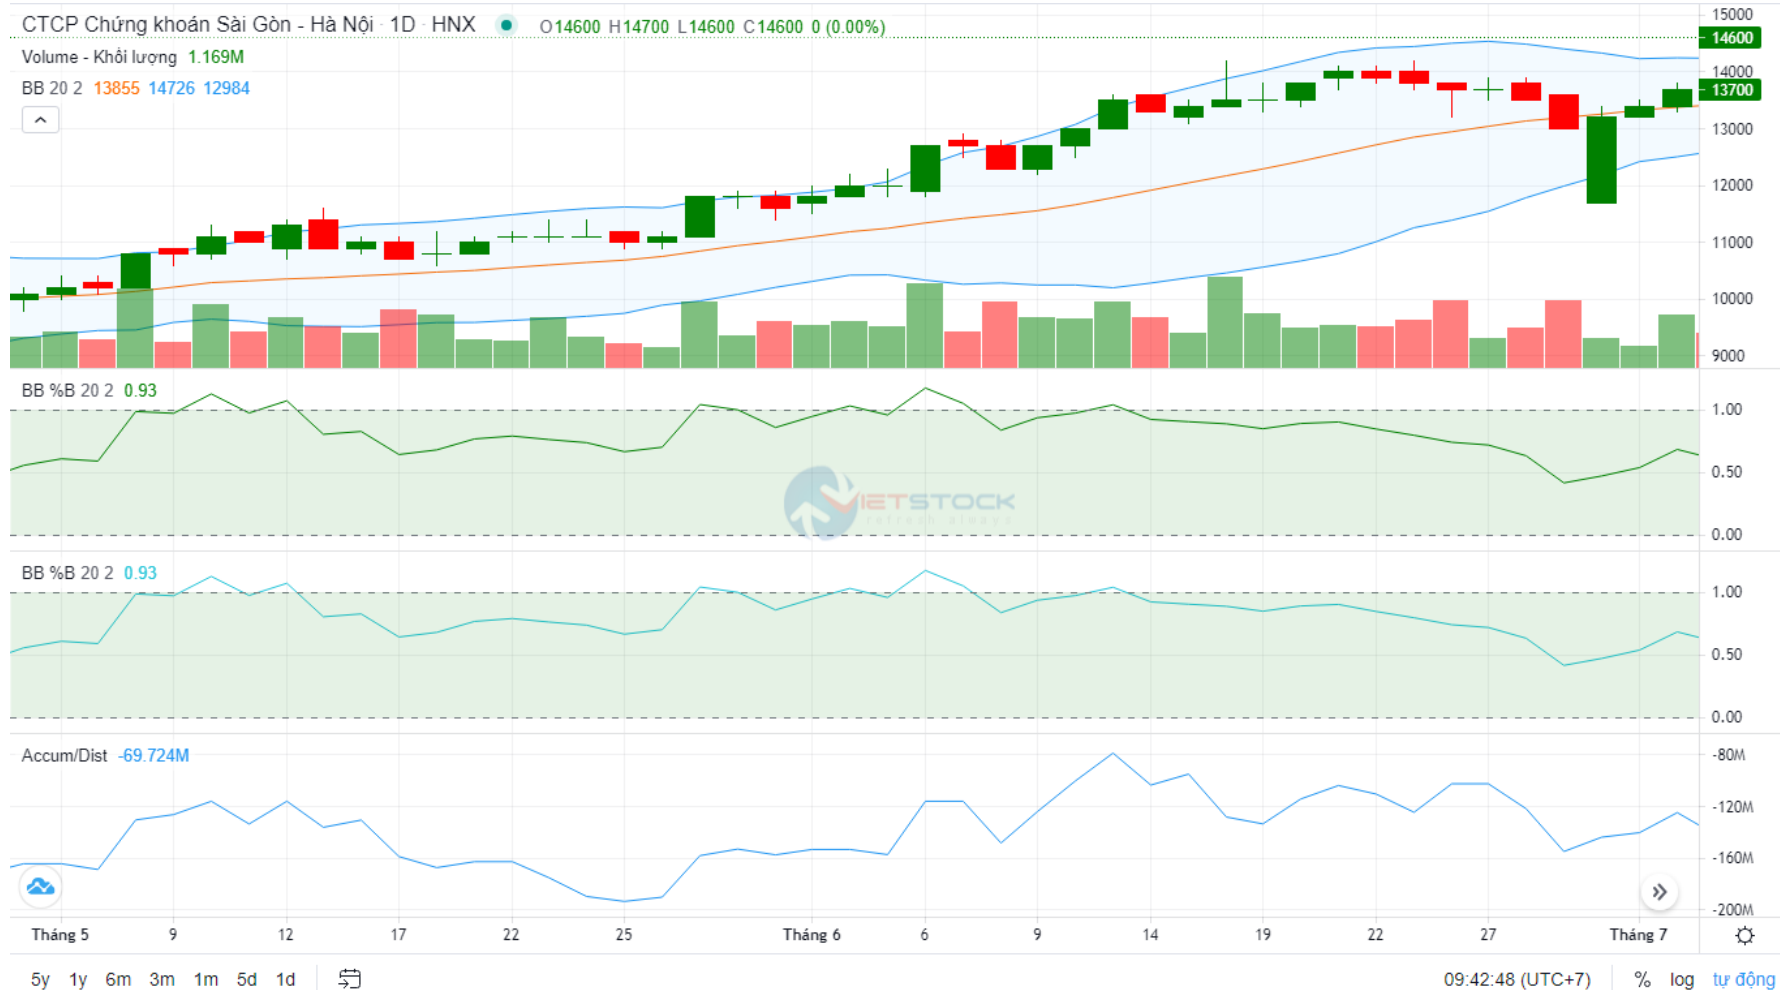 CTCP Chứng khoán Sài Gòn - Hà Nội · 1D · HNX O14600 H14700 L14600 C14600 0 (0.00%)
Volume - Khối lượng 1.169M
BB 20 2 13855 14726 12984
15000
14600
14000
13700
13000
12000
11000
10000
9000
BB %B 20 2 0.93
1.00
0.50
0.00
VIETSTOCK
refresh always
BB %B 20 2 0.93
1.00
0.50
0.00
Accum/Dist -69.724M
-80M
-120M
-160M
-200M
Tháng 5 9 12 17 22 25 Tháng 6 6 9 14 19 22 27 Tháng 7
5y 1y 6m 3m 1m 5d 1d 09:42:48 (UTC+7) % log tự động